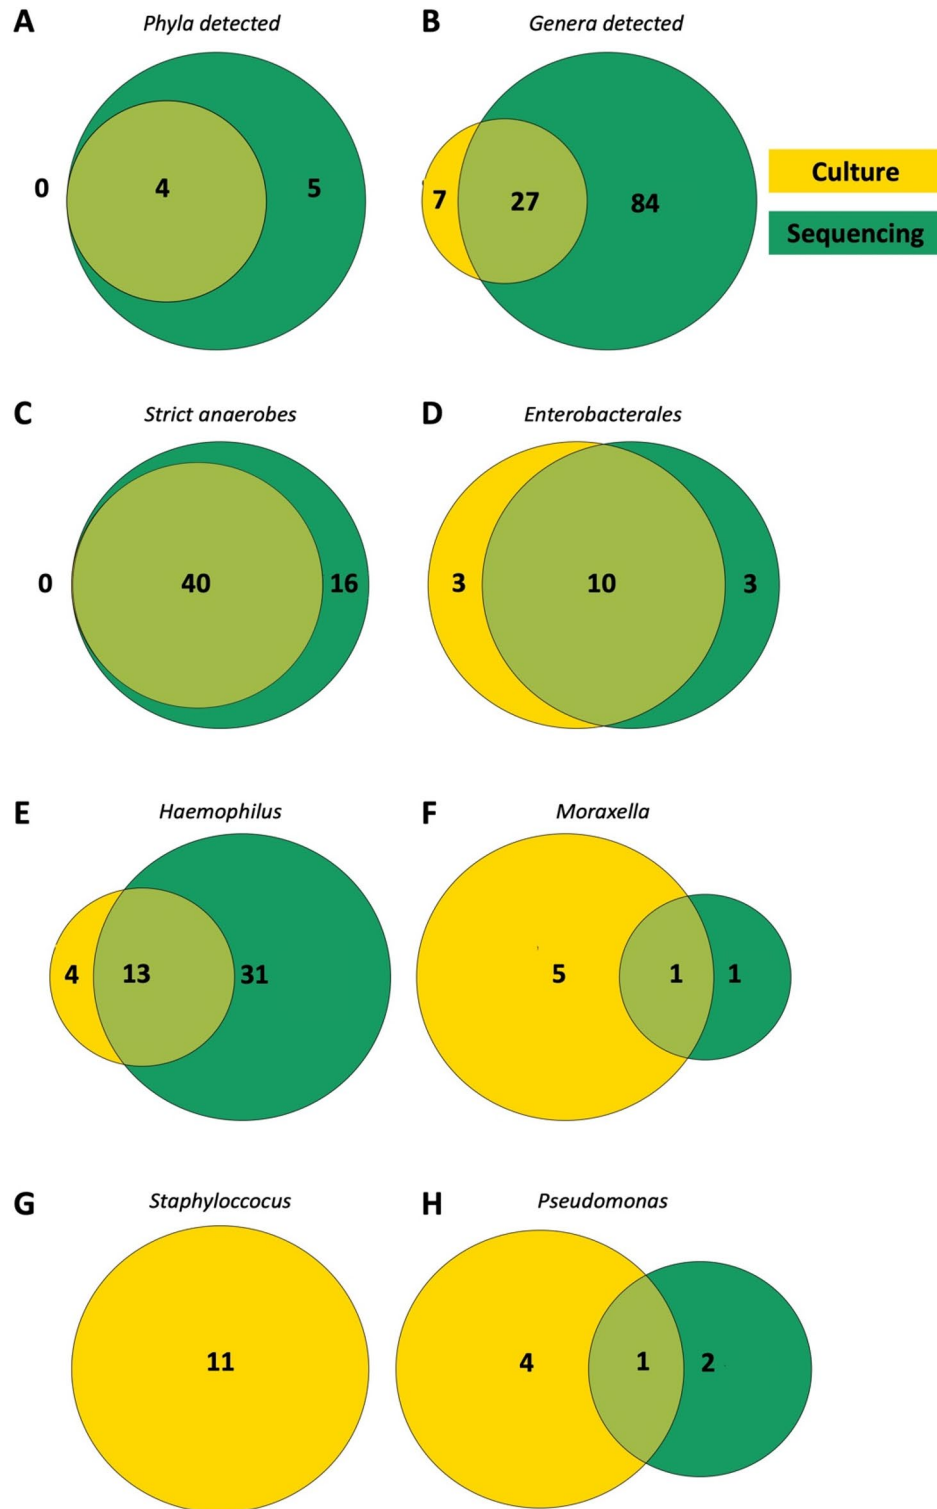 A Phyla detected
B Genera detected
0 4 5
7 27 84
Culture
Sequencing
C Strict anaerobes
D Enterobacterales
0 40 16
3 10 3
E Haemophilus
F Moraxella
4 13 31
5 1 1
G Staphyloccocus
H Pseudomonas
11
4 1 2